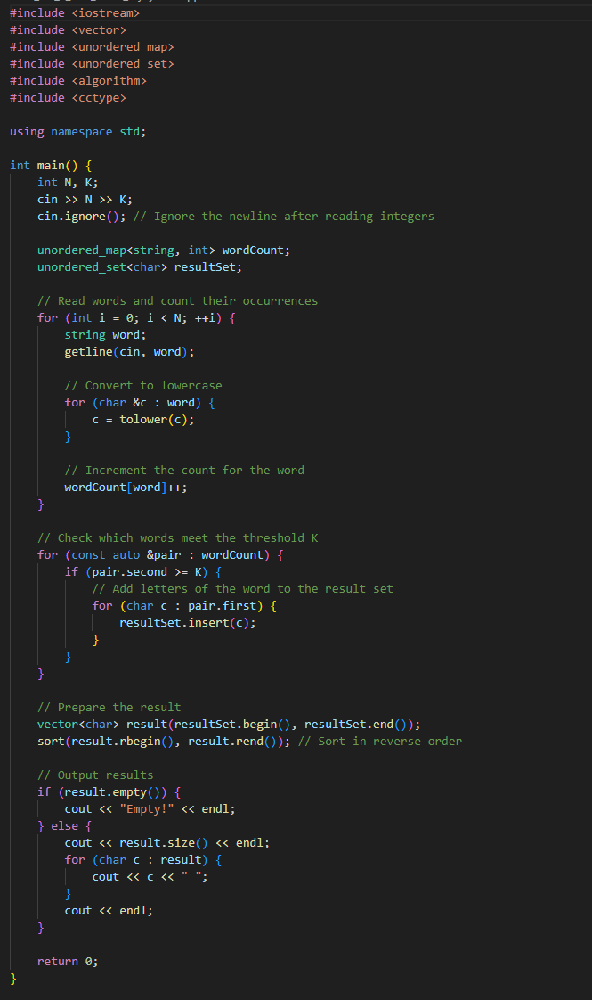 #include <iostream>
#include <vector>
#include <unordered_map>
#include <unordered_set>
#include <algorithm>
#include <cctype>
using namespace std;
int main() {
int N, K;
cin >> N >> K;
cin.ignore(); // Ignore the newline after reading integers
unordered_map<string, int> wordCount;
unordered_set<char> resultSet;
// Read words and count their occurrences
for (int i = 0; i < N; ++i) {
string word;
getline(cin, word);
// Convert to lowercase
for (char &c : word) {
c = tolower(c);
}
// Increment the count for the word
wordCount[word]++;
}
// Check which words meet the threshold K
for (const auto &pair : wordCount) {
if (pair.second >= K) {
// Add letters of the word to the result set
for (char c : pair.first) {
resultSet.insert(c);
}
}
}
// Prepare the result
vector<char> result(resultSet.begin(), resultSet.end());
sort(result.rbegin(), result.rend()); // Sort in reverse order
// Output results
if (result.empty()) {
cout << "Empty!" << endl;
} else {
cout << result.size() << endl;
for (char c : result) {
cout << c << " ";
}
cout << endl;
}
return 0;
}